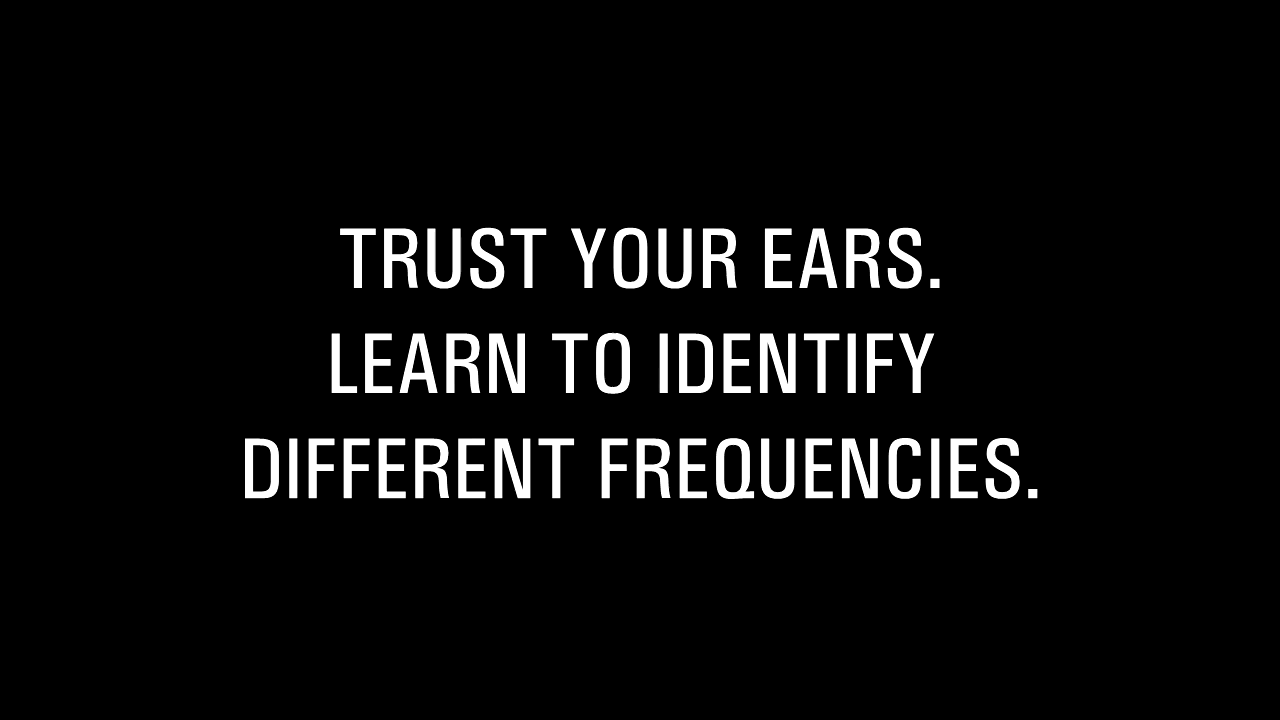 TRUST YOUR EARS.
LEARN TO IDENTIFY
DIFFERENT FREQUENCIES.